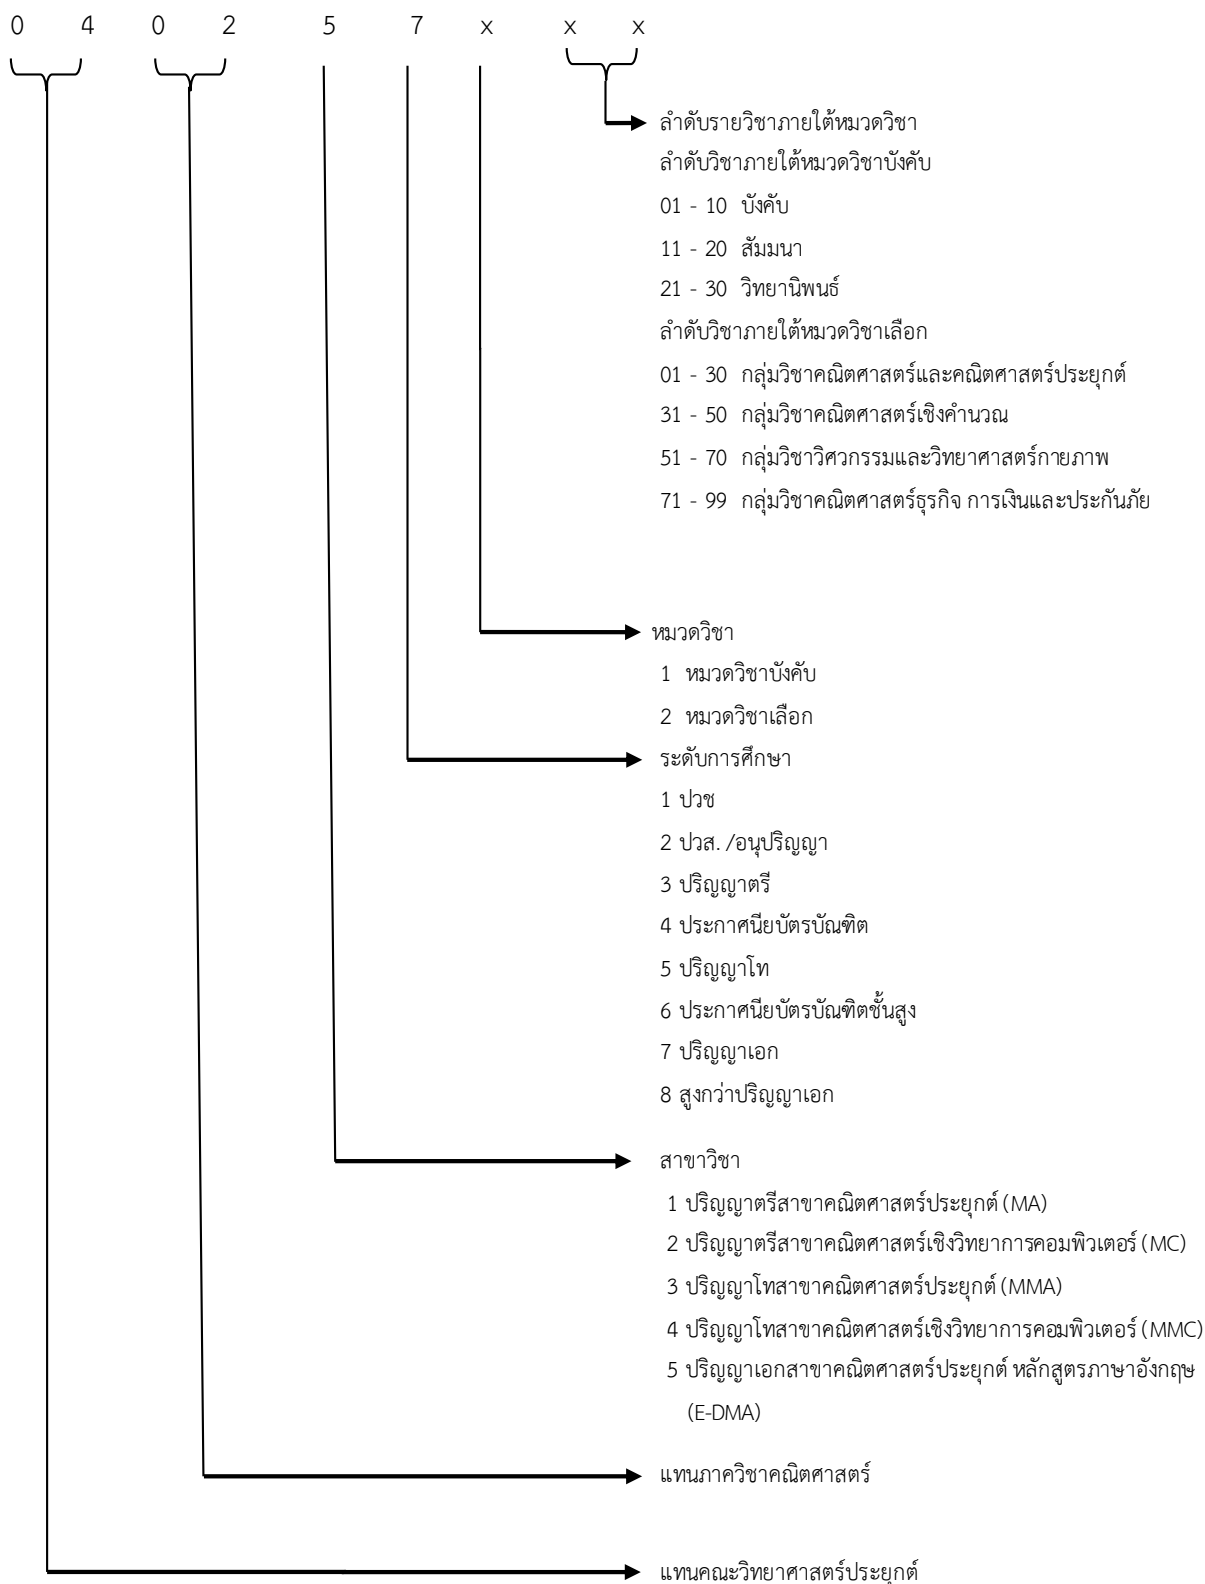 0 4 0 2 5 7 x x x
ลำดับรายวิชาภายใต้หมวดวิชา
ลำดับวิชาภายใต้หมวดวิชาบังคับ
01 - 10 บังคับ
11 - 20 สัมมนา
21 - 30 วิทยานิพนธ์
ลำดับวิชาภายใต้หมวดวิชาเลือก
01 - 30 กลุ่มวิชาคณิตศาสตร์และคณิตศาสตร์ประยุกต์
31 - 50 กลุ่มวิชาคณิตศาสตร์เชิงคำนวณ
51 - 70 กลุ่มวิชาวิศวกรรมและวิทยาศาสตร์กายภาพ
71 - 99 กลุ่มวิชาคณิตศาสตร์ธุรกิจ การเงินและประกันภัย
หมวดวิชา
1 หมวดวิชาบังคับ
2 หมวดวิชาเลือก
ระดับการศึกษา
1 ปวช
2 ปวส. /อนุปริญญา
3 ปริญญาตรี
4 ประกาศนียบัตรบัณฑิต
5 ปริญญาโท
6 ประกาศนียบัตรบัณฑิตชั้นสูง
7 ปริญญาเอก
8 สูงกว่าปริญญาเอก
สาขาวิชา
1 ปริญญาตรีสาขาคณิตศาสตร์ประยุกต์ (MA)
2 ปริญญาตรีสาขาคณิตศาสตร์เชิงวิทยาการคอมพิวเตอร์ (MC)
3 ปริญญาโทสาขาคณิตศาสตร์ประยุกต์ (MMA)
4 ปริญญาโทสาขาคณิตศาสตร์เชิงวิทยาการคอมพิวเตอร์ (MMC)
5 ปริญญาเอกสาขาคณิตศาสตร์ประยุกต์ หลักสูตรภาษาอังกฤษ
(E-DMA)
แทนภาควิชาคณิตศาสตร์
แทนคณะวิทยาศาสตร์ประยุกต์